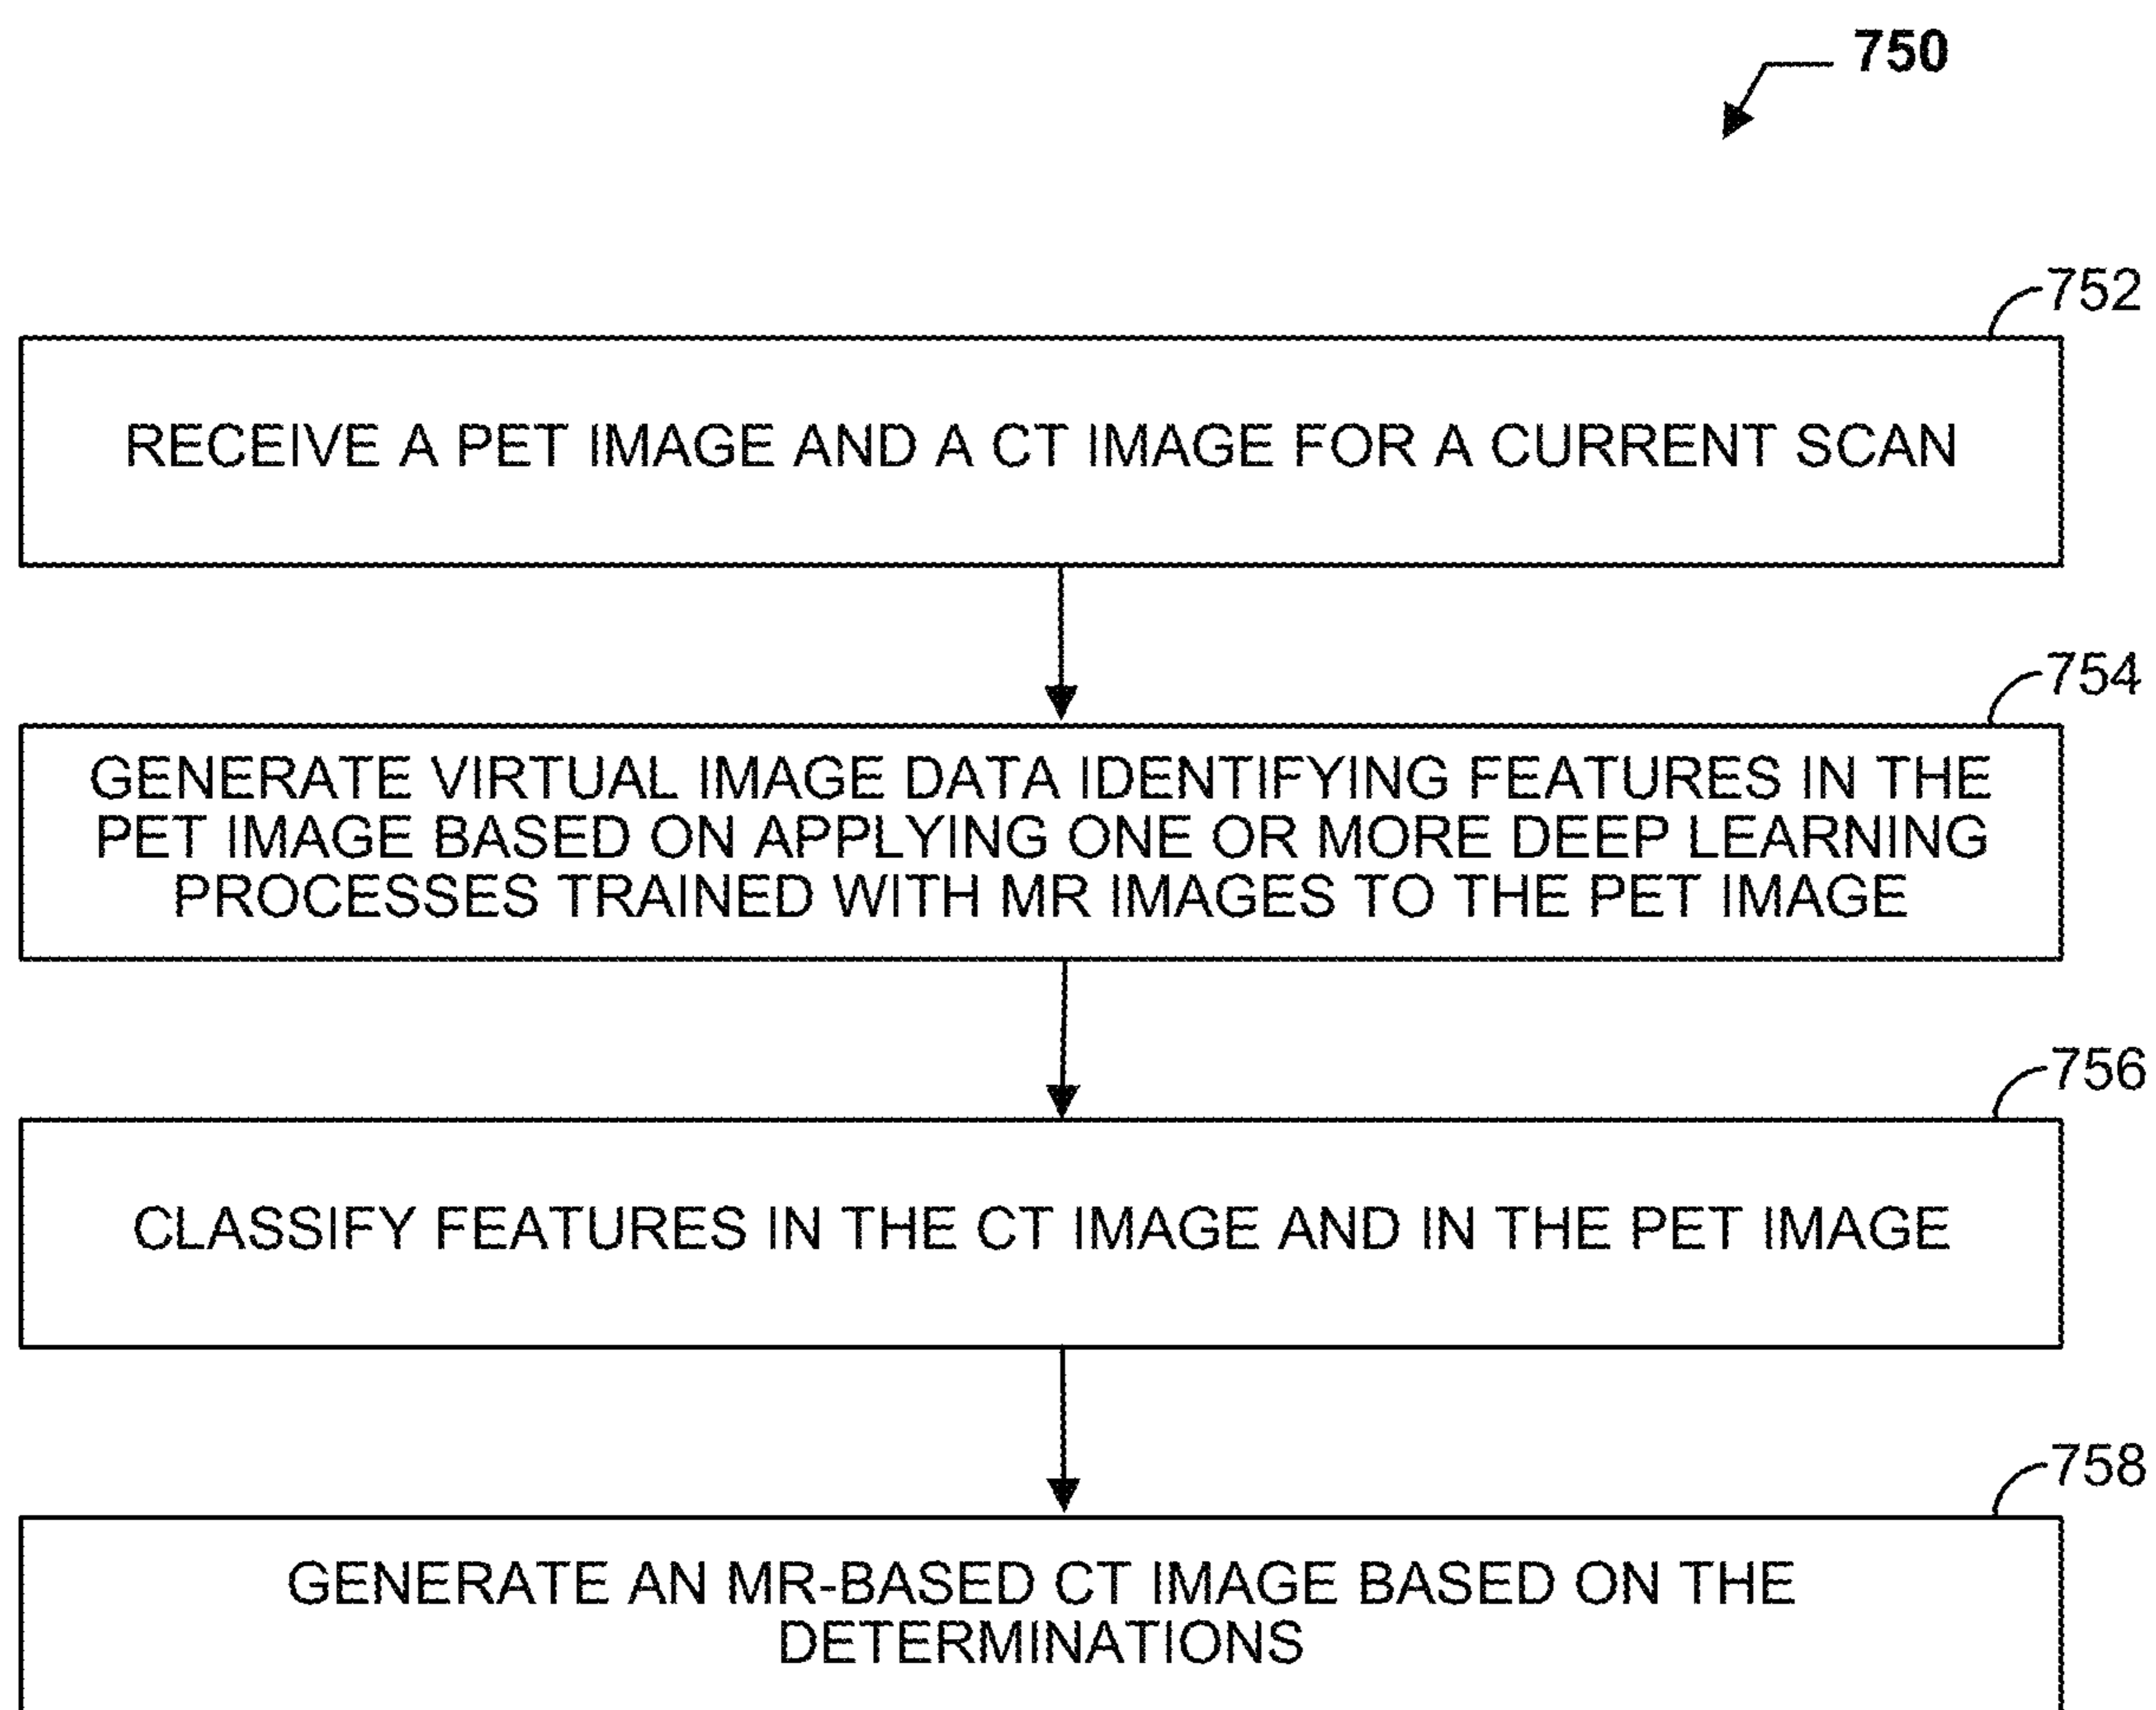 750
752
RECEIVE A PET IMAGE AND A CT IMAGE FOR A CURRENT SCAN
754
GENERATE VIRTUAL IMAGE DATA IDENTIFYING FEATURES IN THE
PET IMAGE BASED ON APPLYING ONE OR MORE DEEP LEARNING
PROCESSES TRAINED WITH MR IMAGES TO THE PET IMAGE
756
CLASSIFY FEATURES IN THE CT IMAGE AND IN THE PET IMAGE
758
GENERATE AN MR-BASED CT IMAGE BASED ON THE
DETERMINATIONS